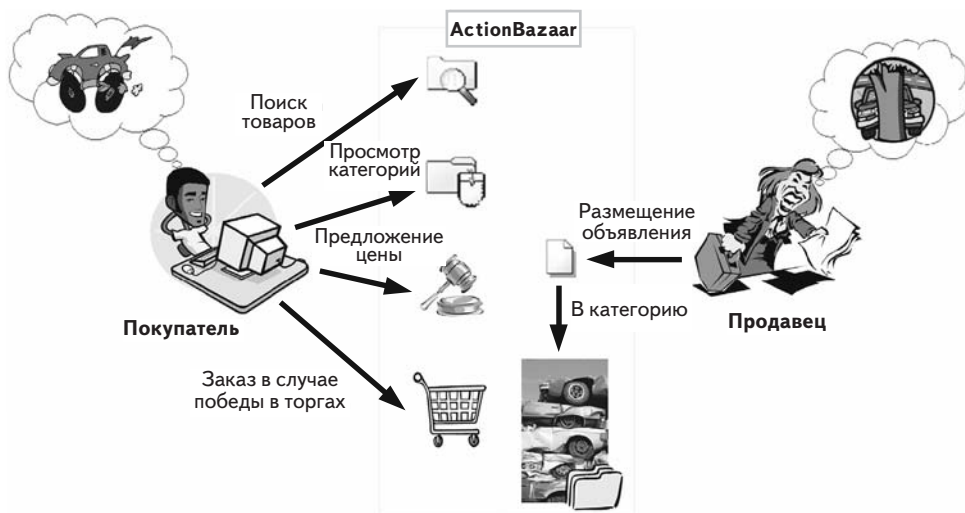 ActionBazaar
Поиск
товаров
Просмотр
категорий
Предложение
цены
Размещение
объявления
В категорию
Покупатель
Продавец
Заказ в случае
победы в торгах